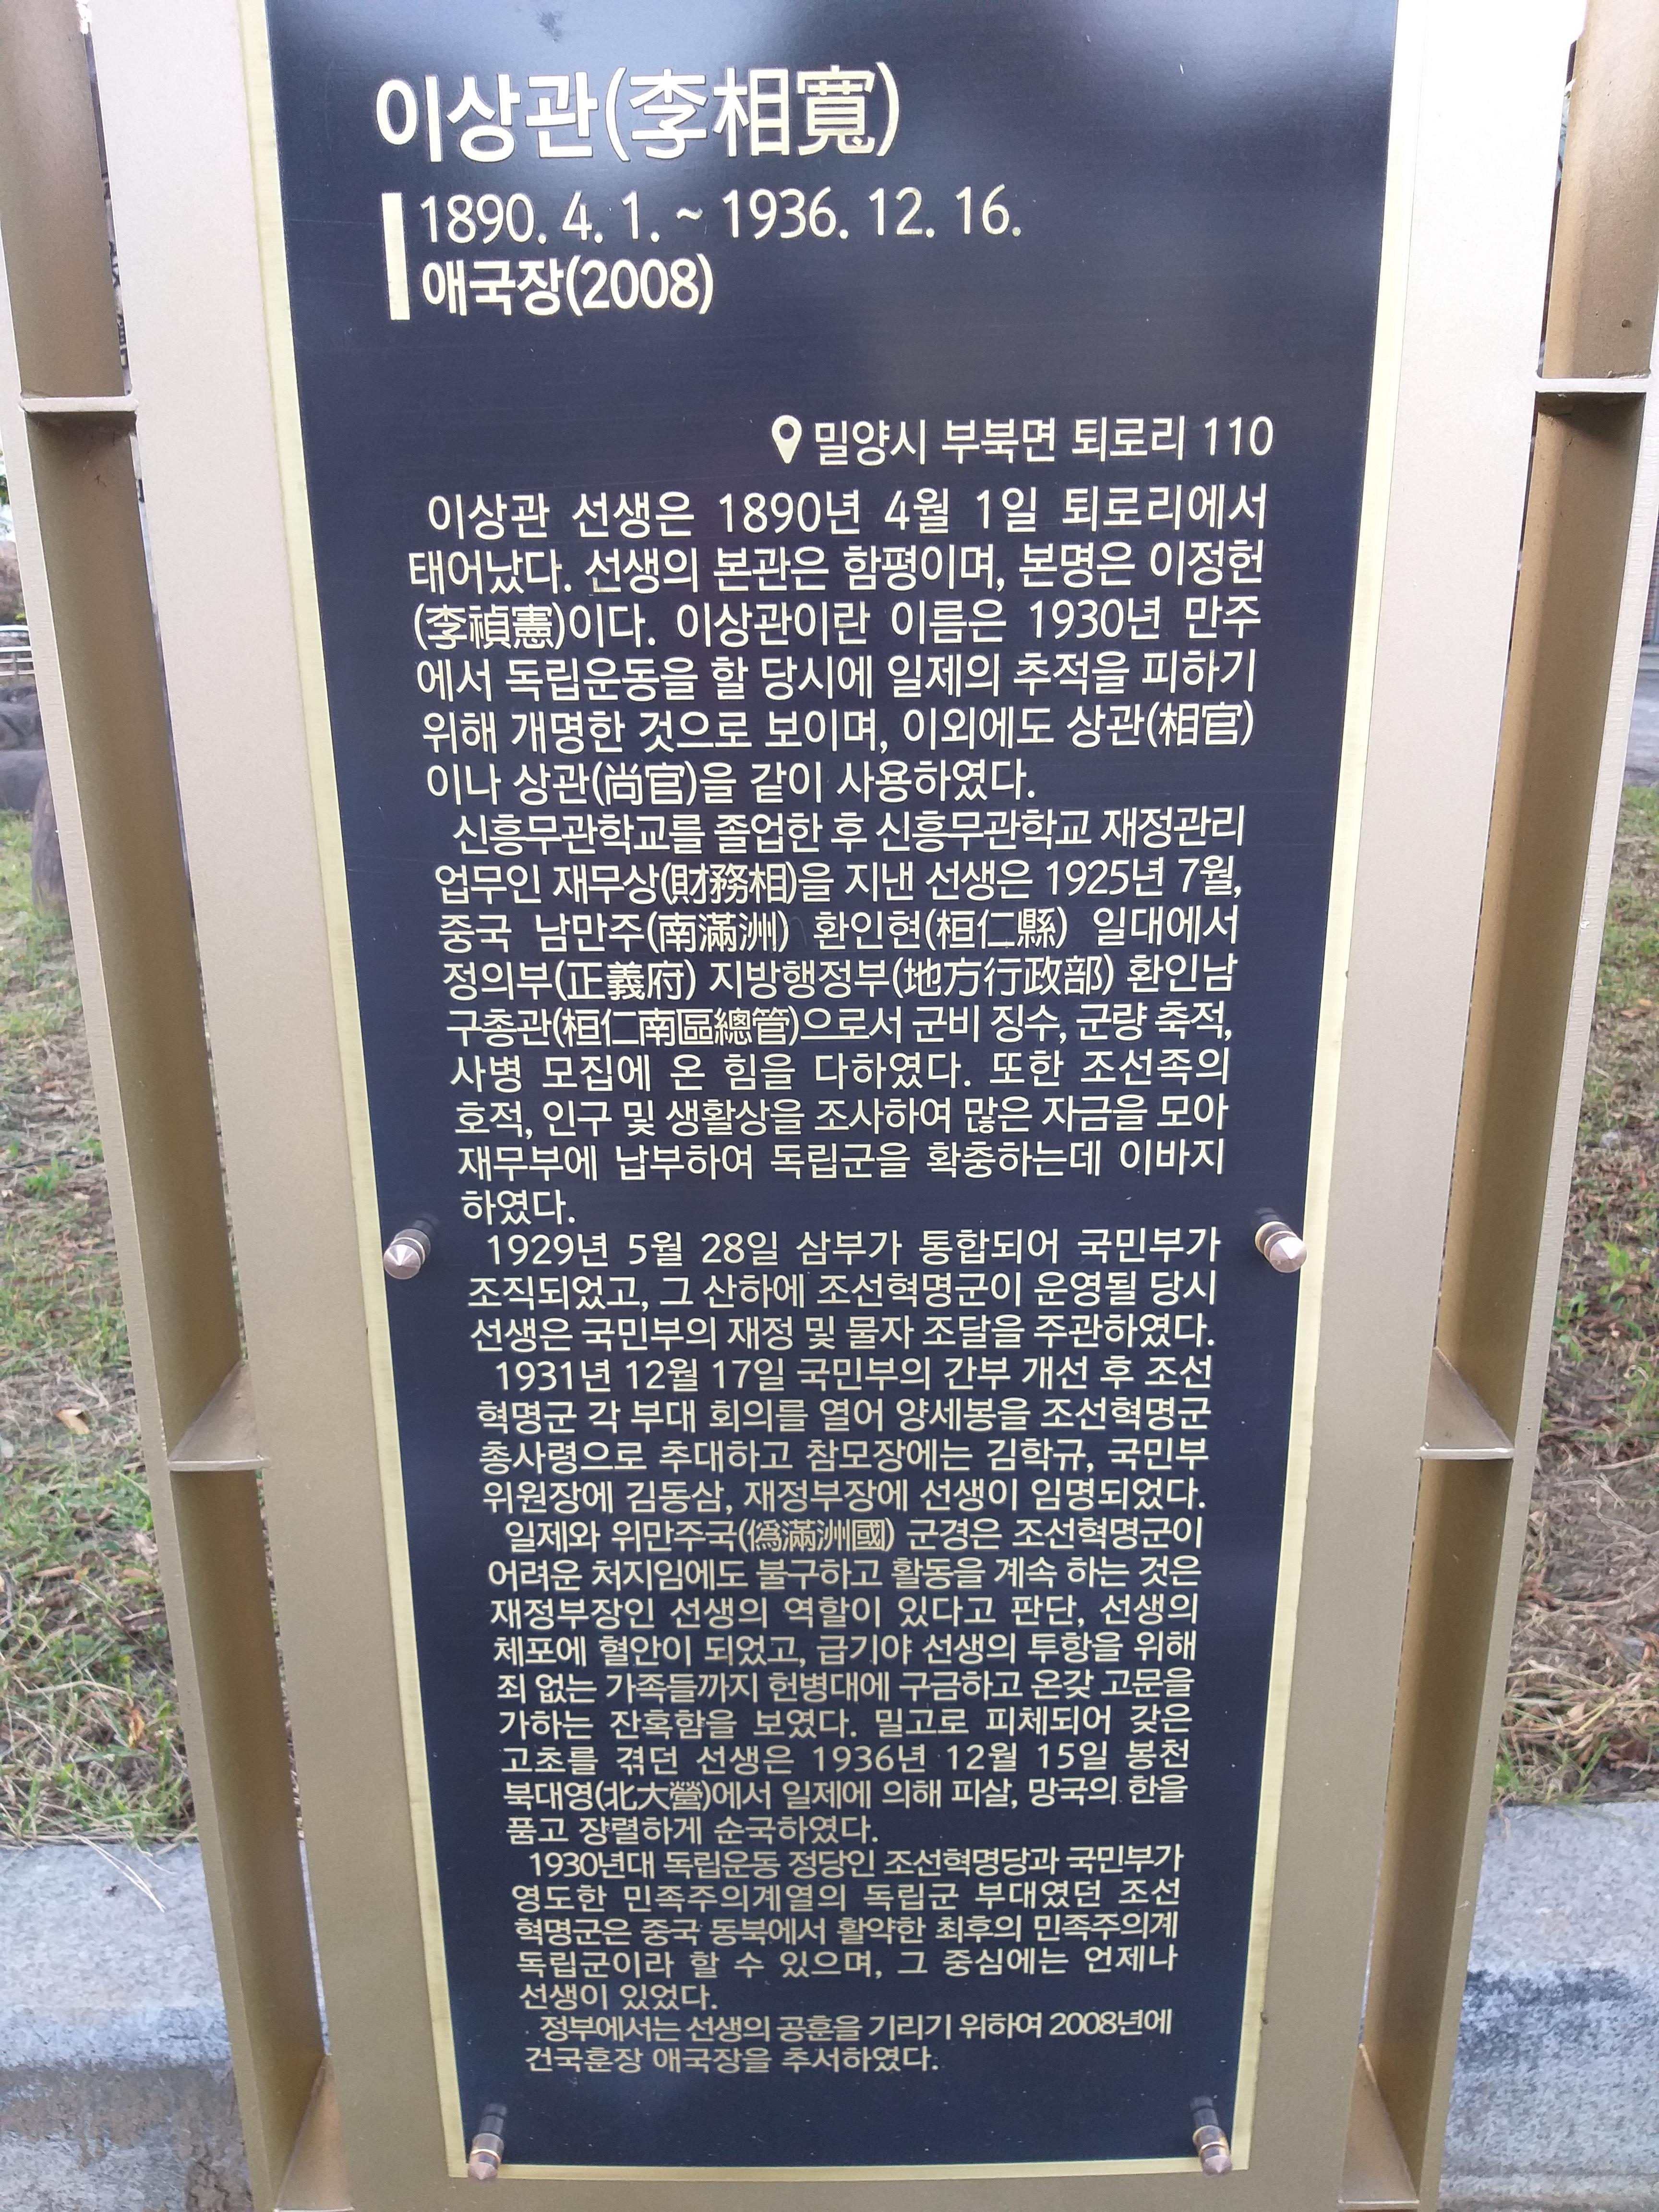 이상관(李相寬)
1890. 4. 1. ~ 1936. 12. 16.
애국장(2008)
밀양시 부북면 퇴로리 110
이상관 선생은 1890년 4월 1일 퇴로리에서
태어났다. 선생의 본관은 함평이며, 본명은 이정헌
(李禎憲)이다. 이상관이란 이름은 1930년 만주
에서 독립운동을 할 당시에 일제의 추적을 피하기
위해 개명한 것으로 보이며, 이외에도 상관(相官)
이나 상관(尚官)을 같이 사용하였다.
신흥무관학교를 졸업한 후 신흥무관학교 재정관리
업무인 재무상(財務相)을 지낸 선생은 1925년 7월,
중국 남만주(南滿洲) 환인현(桓仁縣) 일대에서
정의부(正義府) 지방행정부(地方行政部) 환인남
구총관(桓仁南區總管)으로서 군비 징수, 군량 축적,
사병 모집에 온 힘을 다하였다. 또한 조선족의
호적, 인구 및 생활상을 조사하여 많은 자금을 모아
재무부에 납부하여 독립군을 확충하는데 이바지
하였다.
1929년 5월 28일 삼부가 통합되어 국민부가
조직되었고, 그 산하에 조선혁명군이 운영될 당시
선생은 국민부의 재정 및 물자 조달을 주관하였다.
1931년 12월 17일 국민부의 간부 개선 후 조선
혁명군 각 부대 회의를 열어 양세봉을 조선혁명군
총사령으로 추대하고 참모장에는 김학규, 국민부
위원장에 김동삼, 재정부장에 선생이 임명되었다.
일제와 위만주국(僞滿洲國) 군경은 조선혁명군이
어려운 처지임에도 불구하고 활동을 계속 하는 것은
재정부장인 선생의 역할이 있다고 판단, 선생의
체포에 혈안이 되었고, 급기야 선생의 투항을 위해
죄 없는 가족들까지 헌병대에 구금하고 온갖 고문을
가하는 잔혹함을 보였다. 밀고로 피체되어 갖은
고초를 겪던 선생은 1936년 12월 15일 봉천
북대영(北大營)에서 일제에 의해 피살, 망국의 한을
품고 장렬하게 순국하였다.
1930년대 독립운동 정당인 조선혁명당과 국민부가
영도한 민족주의계열의 독립군 부대였던 조선
혁명군은 중국 동북에서 활약한 최후의 민족주의계
독립군이라 할 수 있으며, 그 중심에는 언제나
선생이 있었다.
정부에서는 선생의 공훈을 기리기 위하여 2008년에
건국훈장 애국장을 추서하였다.